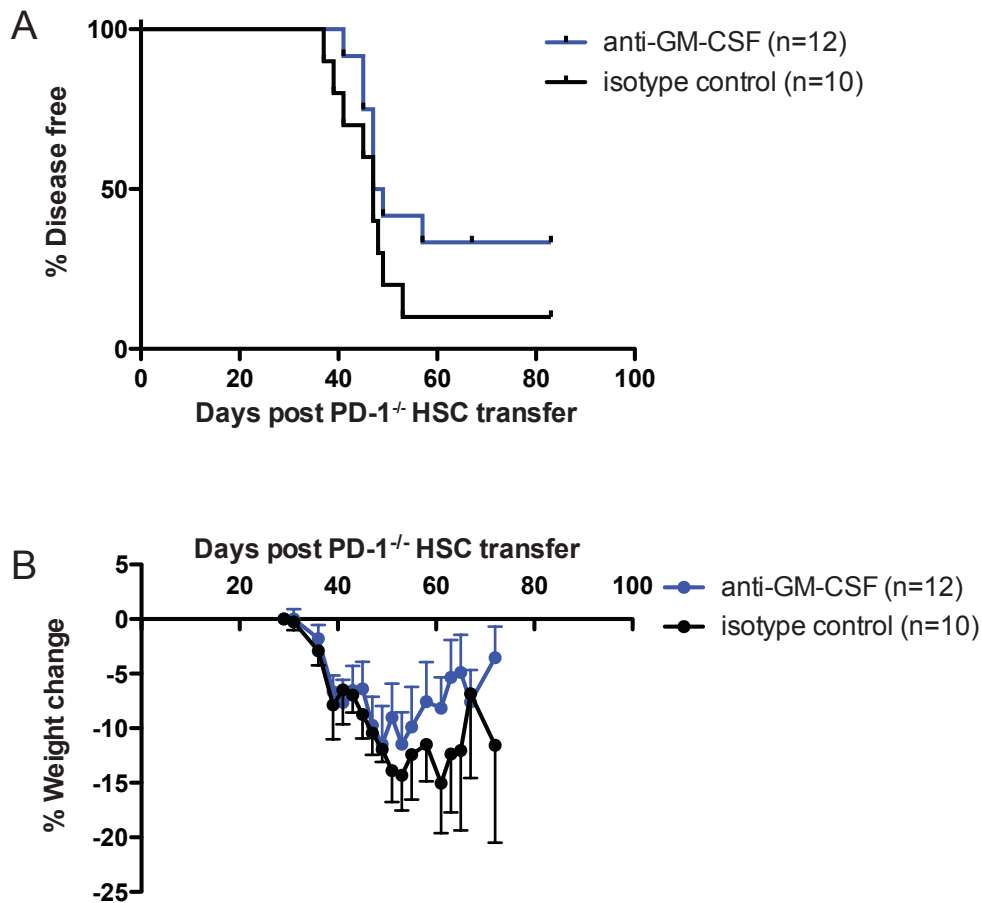 A
100
50
0
% Disease free
0 20 40 60 80 100
Days post PD-1-/- HSC transfer
anti-GM-CSF (n=12)
isotype control (n=10)
B
Days post PD-1-/- HSC transfer
20 40 60 80 100
5
0
-5
-10
-15
-20
-25
% Weight change
anti-GM-CSF (n=12)
isotype control (n=10)